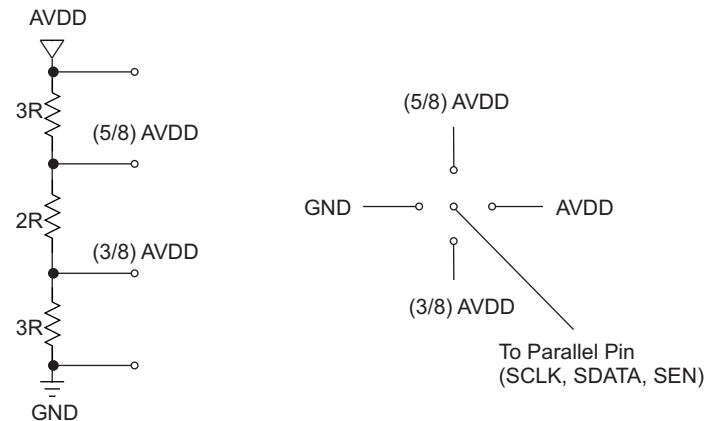 AVDD
3R
(5/8) AVDD
2R
(3/8) AVDD
3R
GND
(5/8) AVDD
GND
AVDD
(3/8) AVDD
To Parallel Pin
(SCLK, SDATA, SEN)